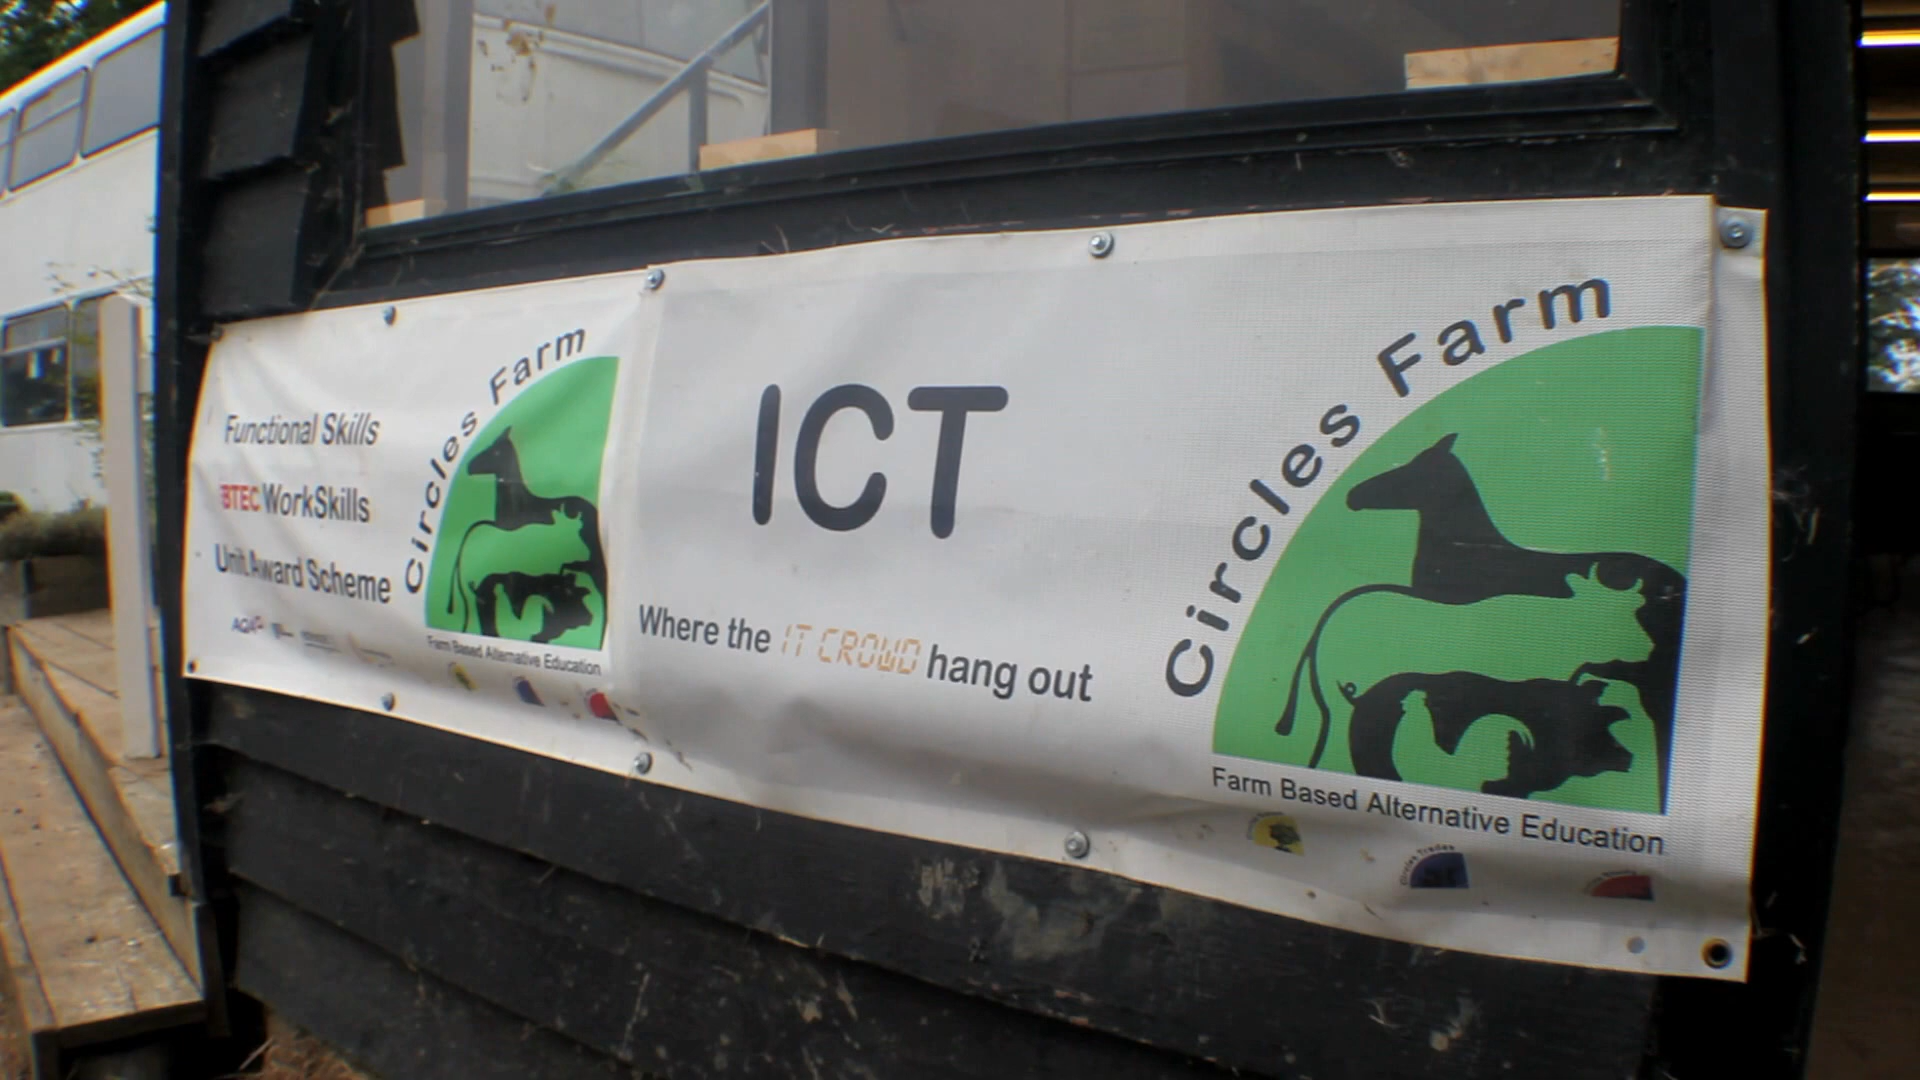 Functional Skills
BTEC WorkSkills
Unit Award Scheme
AQA
Circles Farm
Farm Based Alternative Education
ICT
Where the IT CROWD hang out
Circles Farm
Farm Based Alternative Education